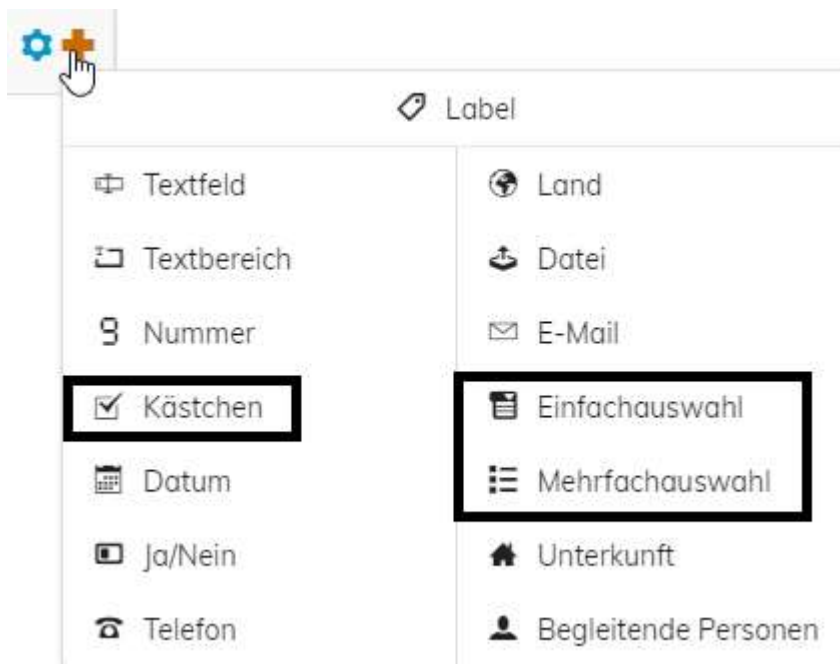 Label
Textfeld
Textbereich
Nummer
Kästchen
Datum
Ja/Nein
Telefon
Land
Datei
E-Mail
Einfachauswahl
Mehrfachauswahl
Unterkunft
Begleitende Personen